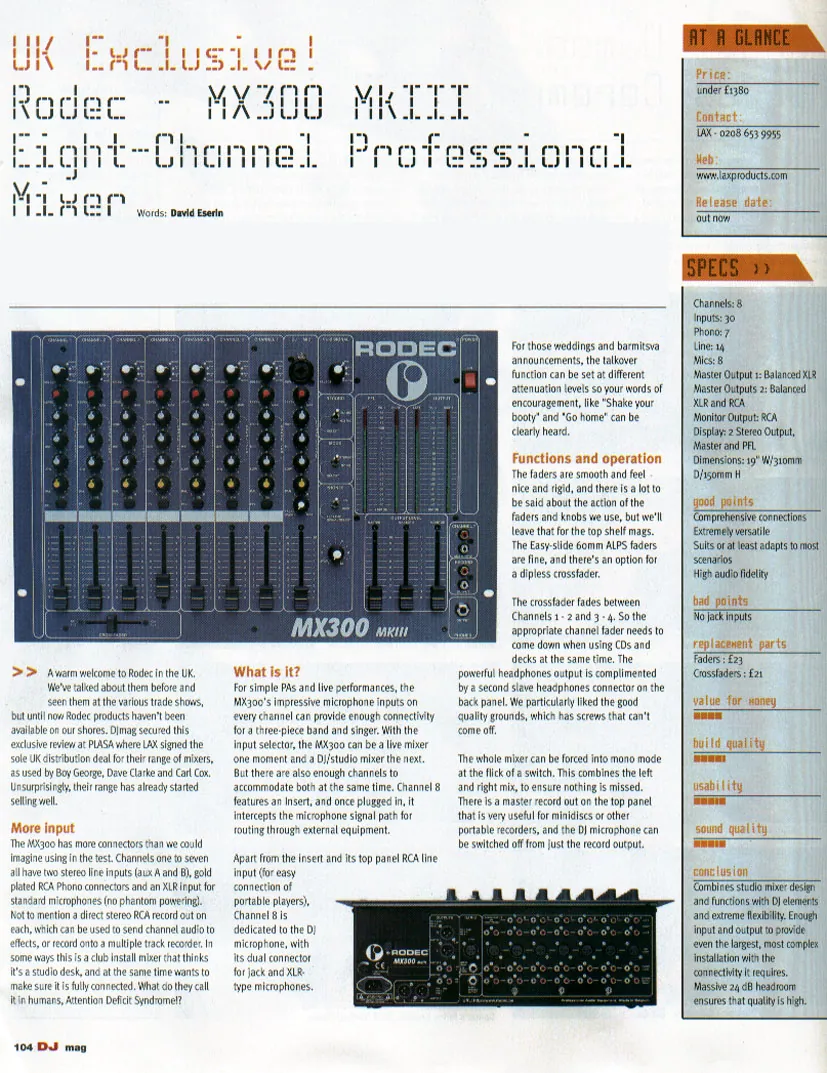 UK Exclusive!
Rodec - MX300 MkIII
Eight-Channel Professional
Mixer
Words: David Eserin
RODEC
MX300 MKIII
>> A warm welcome to Rodec in the UK.
We've talked about them before and
seen them at the various trade shows,
but until now Rodec products haven't been
available on our shores. DJmag secured this
exclusive review at PLASA where LAX signed the
sole UK distribution deal for their range of mixers,
as used by Boy George, Dave Clarke and Carl Cox.
Unsurprisingly, their range has already started
selling well.
More input
The MX300 has more connectors than we could
imagine using in the test. Channels one to seven
all have two stereo line inputs (aux A and B), gold
plated RCA Phono connectors and an XLR input for
standard microphones (no phantom powering).
Not to mention a direct stereo RCA record out on
each, which can be used to send channel audio to
effects, or record onto a multiple track recorder. In
some ways this is a club install mixer that thinks
it's a studio desk, and at the same time wants to
make sure it is fully connected. What do they call
it in humans, Attention Deficit Syndrome!?
What is it?
For simple PAs and live performances, the
MX300's impressive microphone inputs on
every channel can provide enough connectivity
for a three-piece band and singer. With the
input selector, the MX300 can be a live mixer
one moment and a DJ/studio mixer the next.
But there are also enough channels to
accommodate both at the same time. Channel 8
features an Insert, and once plugged in, it
intercepts the microphone signal path for
routing through external equipment.
Apart from the insert and its top panel RCA line
input (for easy
connection of
portable players),
Channel 8 is
dedicated to the DJ
microphone, with
its dual connector
for jack and XLR-
type microphones.
For those weddings and barmitsva
announcements, the talkover
function can be set at different
attenuation levels so your words of
encouragement, like "Shake your
booty" and "Go home" can be
clearly heard.
Functions and operation
The faders are smooth and feel
nice and rigid, and there is a lot to
be said about the action of the
faders and knobs we use, but we'll
leave that for the top shelf mags.
The Easy-slide 60mm ALPS faders
are fine, and there's an option for
a dipless crossfader.
The crossfader fades between
Channels 1 - 2 and 3 - 4. So the
appropriate channel fader needs to
come down when using CDs and
decks at the same time. The
powerful headphones output is complimented
by a second slave headphones connector on the
back panel. We particularly liked the good
quality grounds, which has screws that can't
come off.
The whole mixer can be forced into mono mode
at the flick of a switch. This combines the left
and right mix, to ensure nothing is missed.
There is a master record out on the top panel
that is very useful for minidiscs or other
portable recorders, and the DJ microphone can
be switched off from just the record output.
RODEC
MX300
AT A GLANCE
Price:
under £1380
Contact:
LAX - 0208 653 9955
Web:
www.laxproducts.com
Release date:
out now
SPECS >>
Channels: 8
Inputs: 30
Phono: 7
Line: 14
Mics: 8
Master Output 1: Balanced XLR
Master Outputs 2: Balanced
XLR and RCA
Monitor Output: RCA
Display: 2 Stereo Output,
Master and PFL
Dimensions: 19" W/310mm
D/150mm H
good points
Comprehensive connections
Extremely versatile
Suits or at least adapts to most
scenarios
High audio fidelity
bad points
No jack inputs
replacement parts
Faders : £23
Crossfaders : £21
value for money
build quality
usability
sound quality
conclusion
Combines studio mixer design
and functions with DJ elements
and extreme flexibility. Enough
input and output to provide
even the largest, most complex
installation with the
connectivity it requires.
Massive 24 dB headroom
ensures that quality is high.
104 DJ mag